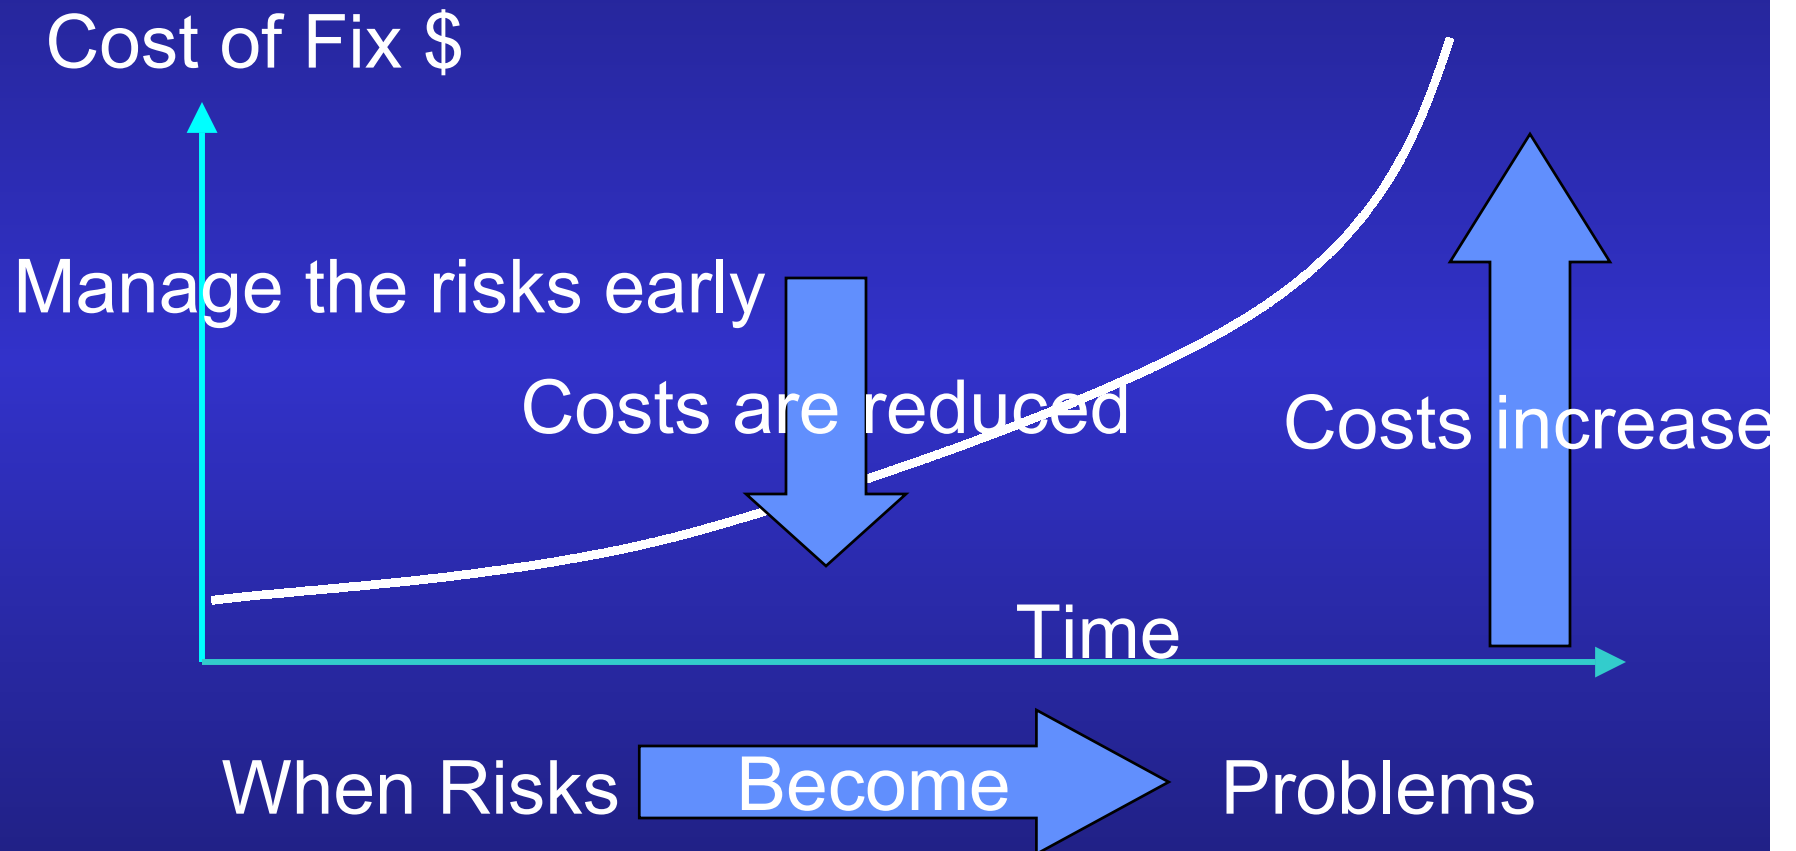 Cost of Fix $
Manage the risks early
Costs are reduced
Costs increase
Time
When Risks Become Problems